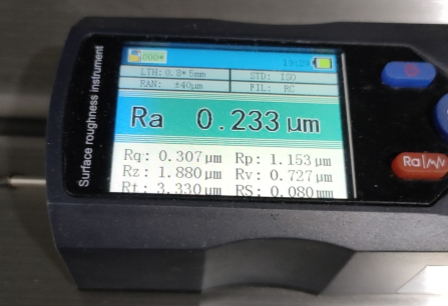 Surface roughness instrument
LTH: 0.8*5mm STD: ISO
RAN: ±40μm FIL: RC
Ra 0.233 μm
Rq: 0.307 μm Rp: 1.153 μm
Rz: 1.880 μm Rv: 0.727 μm
Rt: 3.330 μm RS: 0.080 mm
Ra/μ/V